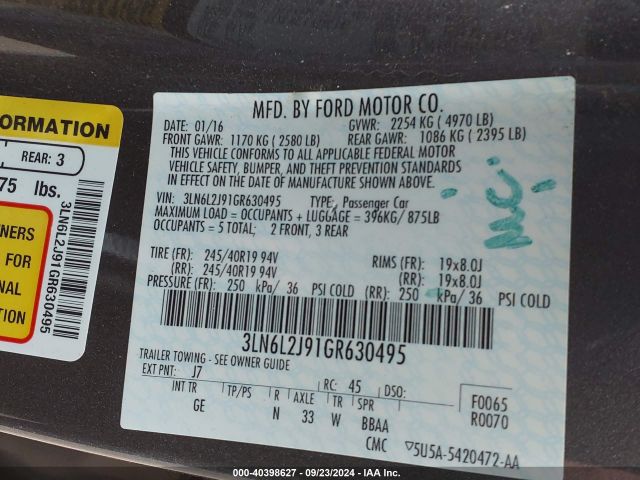 ORMATION
REAR: 3
75 lbs.
NERS
FOR
NAL
TION
3LN6L2J91GR630495
MFD. BY FORD MOTOR CO.
DATE: 01/16 GVWR: 2254 KG ( 4970 LB)
FRONT GAWR: 1170 KG ( 2580 LB) REAR GAWR: 1086 KG ( 2395 LB)
THIS VEHICLE CONFORMS TO ALL APPLICABLE FEDERAL MOTOR
VEHICLE SAFETY, BUMPER, AND THEFT PREVENTION STANDARDS
IN EFFECT ON THE DATE OF MANUFACTURE SHOWN ABOVE.
VIN: 3LN6L2J91GR630495 TYPE: Passenger Car
MAXIMUM LOAD = OCCUPANTS + LUGGAGE = 396KG/ 875LB
OCCUPANTS = 5 TOTAL: 2 FRONT, 3 REAR
TIRE (FR): 245/40R19 94V RIMS (FR): 19x8.0J
(RR): 245/40R19 94V (RR): 19x8.0J
PRESSURE (FR): 250 kPa/ 36 PSI COLD (RR): 250 kPa/ 36 PSI COLD
3LN6L2J91GR630495
TRAILER TOWING - SEE OWNER GUIDE
EXT PNT: J7 RC: 45 DSO:
INT TR TP/PS R AXLE TR SPR F0065
GE N 33 W BBAA R0070
CMC 5U5A-5420472-AA
000-40398627 - 09/23/2024 - IAA Inc.